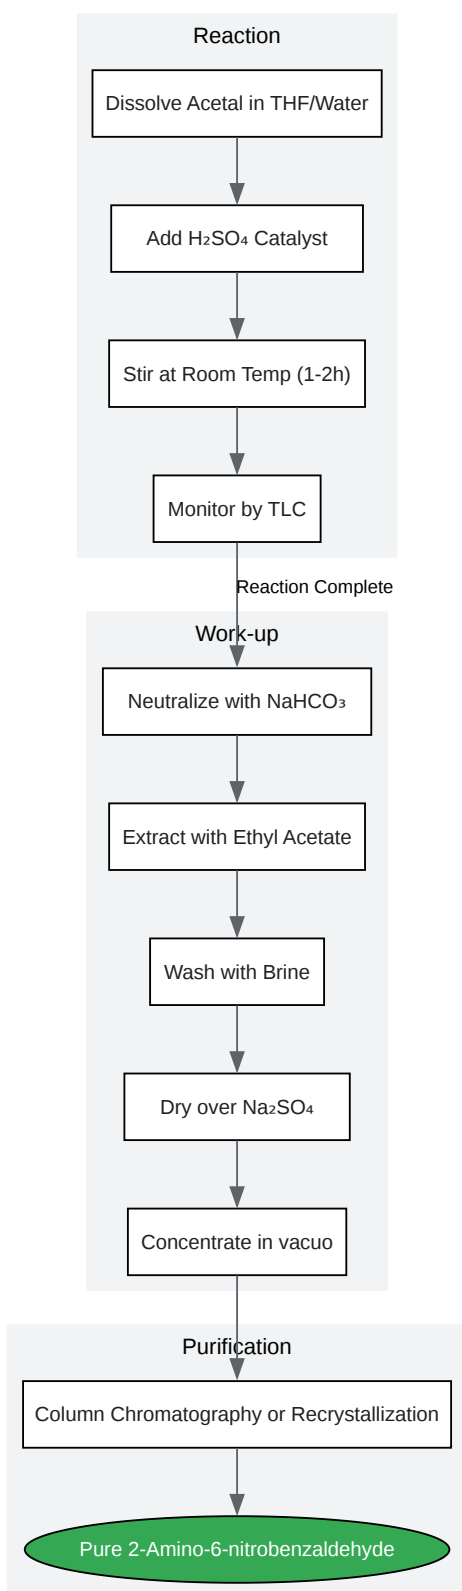 Reaction
Dissolve Acetal in THF/Water
Add H₂SO₄ Catalyst
Stir at Room Temp (1-2h)
Monitor by TLC
Reaction Complete
Work-up
Neutralize with NaHCO₃
Extract with Ethyl Acetate
Wash with Brine
Dry over Na₂SO₄
Concentrate in vacuo
Purification
Column Chromatography or Recrystallization
Pure 2-Amino-6-nitrobenzaldehyde